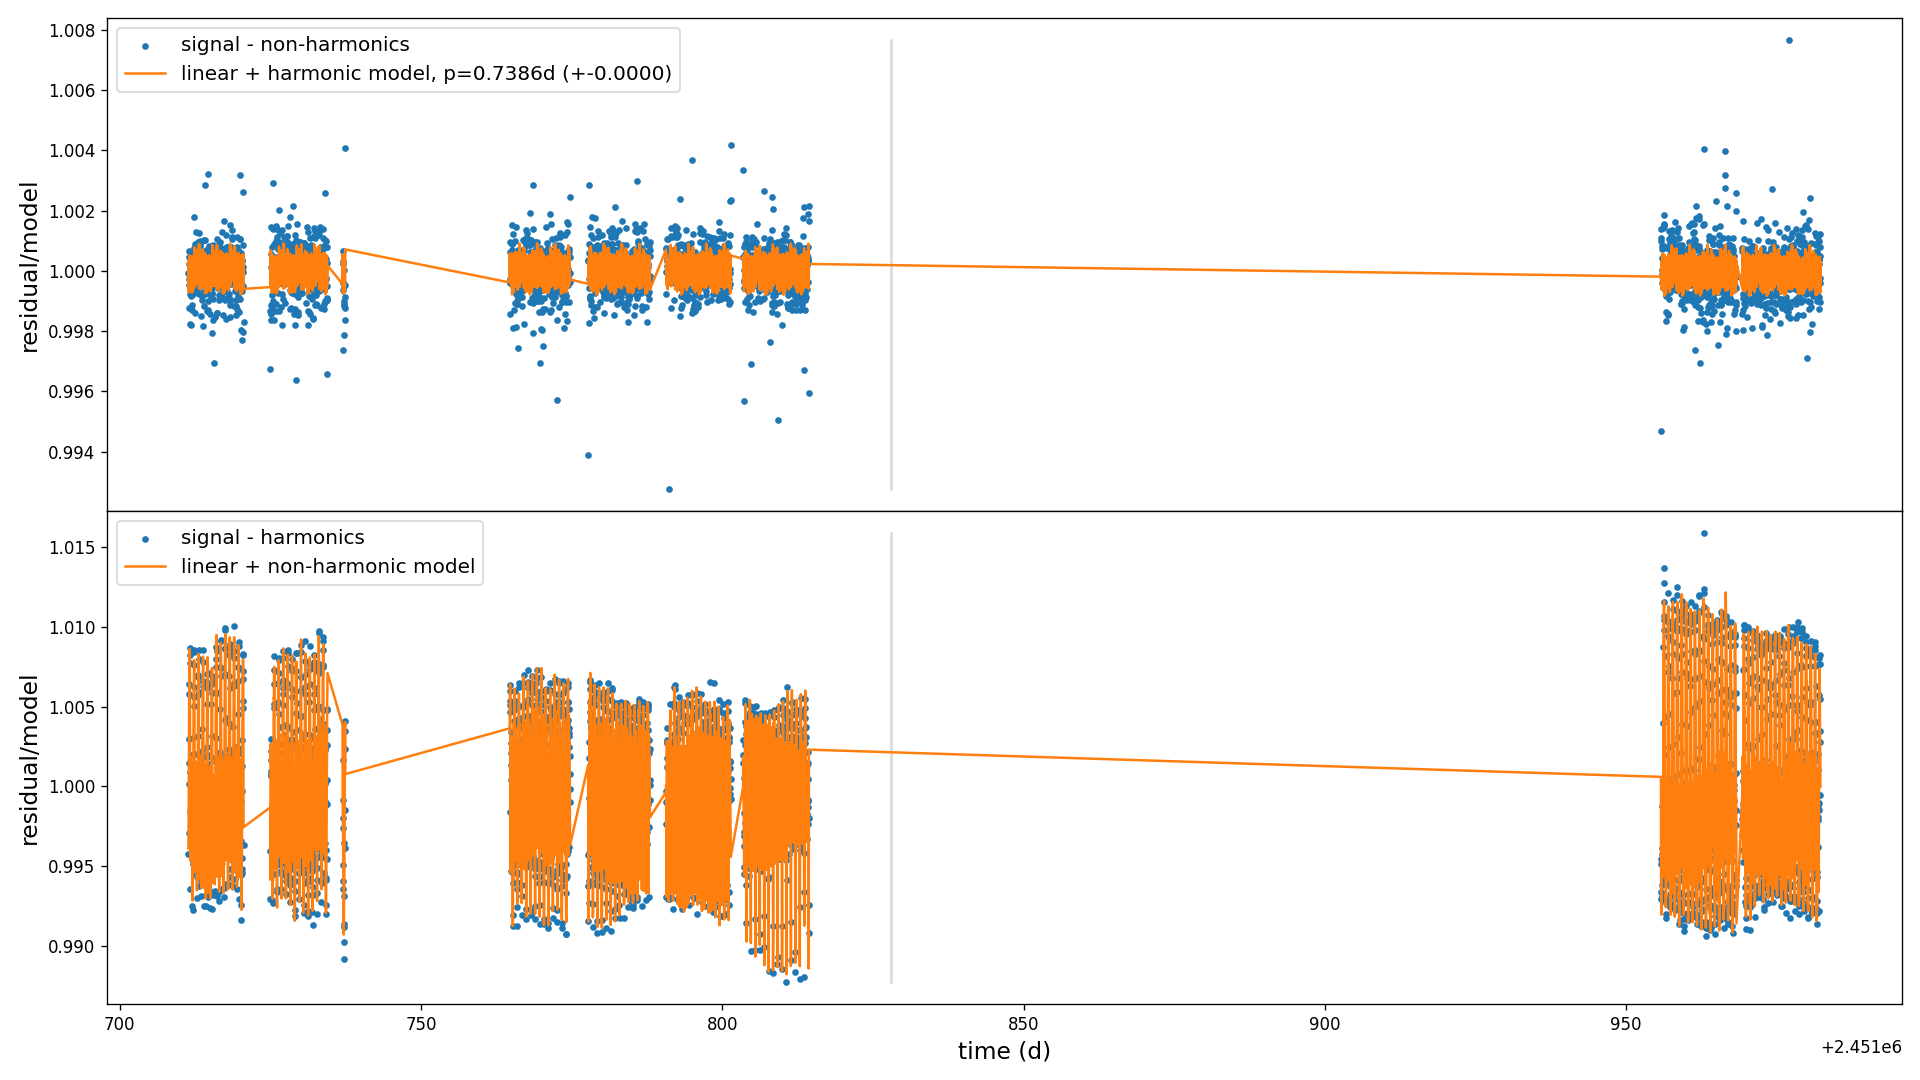 signal - non-harmonics
linear + harmonic model, p=0.7386d (+-0.0000)
1.008
1.006
1.004
1.002
1.000
0.998
0.996
0.994
residual/model
signal - harmonics
linear + non-harmonic model
1.015
1.010
1.005
1.000
0.995
0.990
residual/model
700
750
800
850
900
950
+2.451e6
time (d)